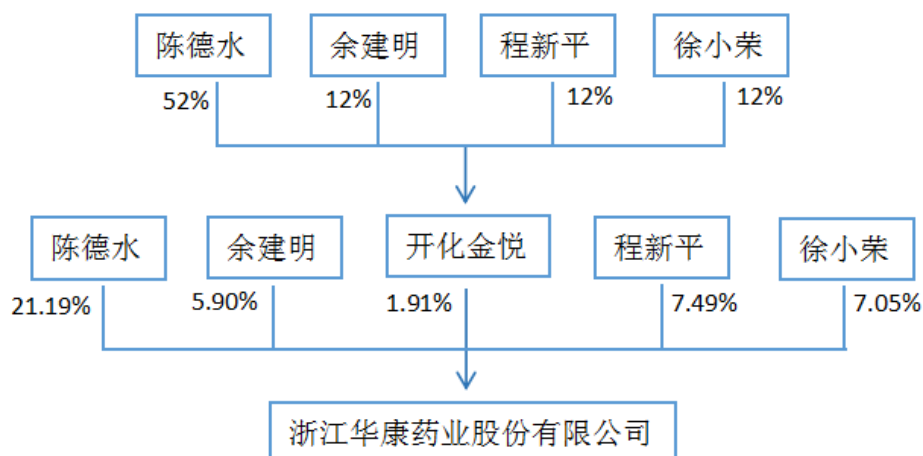 陈德水 余建明 程新平 徐小荣
52% 12% 12% 12%
陈德水 余建明 开化金悦 程新平 徐小荣
21.19% 5.90% 1.91% 7.49% 7.05%
浙江华康药业股份有限公司